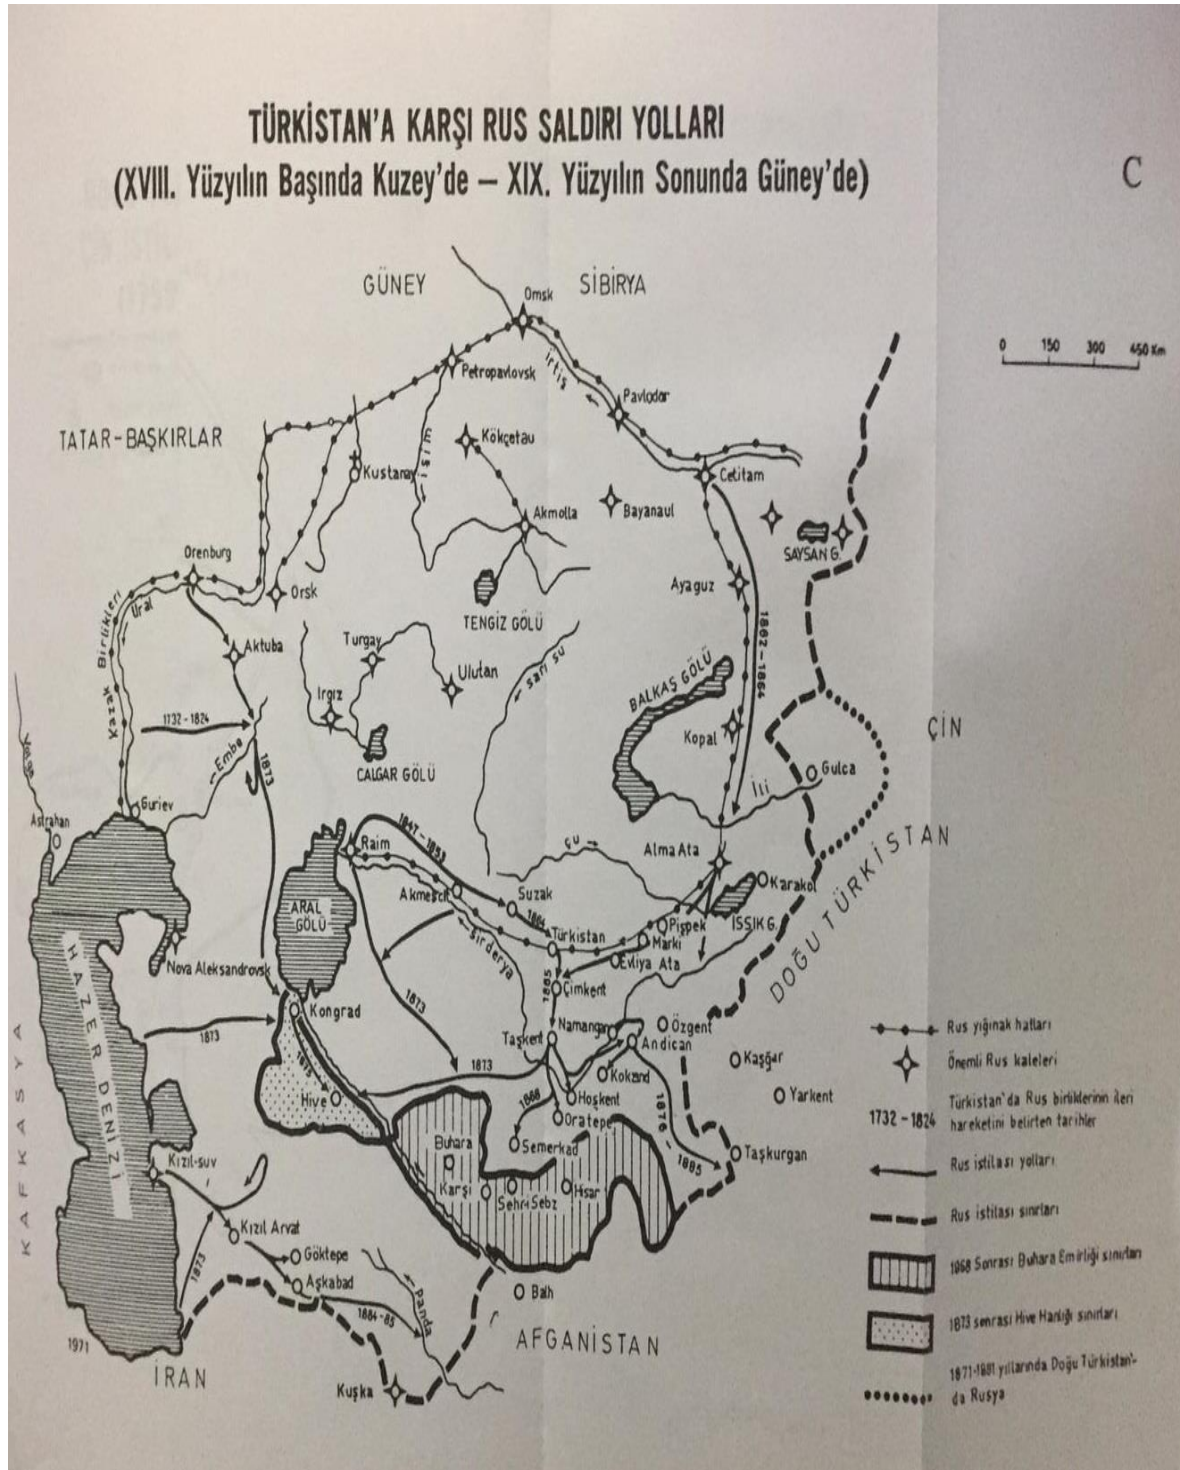 TÜRKİSTAN'A KARŞI RUS SALDIRI YOLLARI
(XVIII. Yüzyılın Başında Kuzey'de – XIX. Yüzyılın Sonunda Güney'de)
C
GÜNEY
SİBİRYA
Omsk
0 150 300 450 Km
Petropavlovsk
İrtiş
Pavlodar
TATAR-BAŞKIRLAR
Kökçetau
Kustanay
İşim
Cetitam
Akmolla
Bayanaul
SAYSAN G.
Orenburg
Orsk
Ayaguz
Kazak Birlikleri
Ural
TENGİZ GÖLÜ
1862-1864
Aktuba
Turgay
Ulutan
Sarı su
BALKAŞ GÖLÜ
Irgız
1732-1824
Kopal
ÇİN
Embe
1873
CALGAR GÖLÜ
Gulca
İli
Guriev
Astrahan
1847-1853
Raim
çu
Alma Ata
Karakol
DOĞU TÜRKİSTAN
Akmescit
Suzak
1864
ARAL
GÖLÜ
Sirderya
Türkistan
Pişpek
ISSIK G.
Marki
Evliya Ata
HAZER DENİZİ
Nova Aleksandrovsk
1865
Çimkent
Kongrad
1873
Namangan
Özgent
Taşkent
Andican
KAFKASYA
1873
1873
1873
Kaşğar
Kokand
Hive
1868
Hoşkent
Yarkent
Oratepe
1876-1885
Semerkad
Buhara
Taşkurgan
Kızıl-suv
Karşı
Sehri Sebz
Hisar
Kızıl Arvat
Göktepe
1873
Aşkabad
Balh
1884-85
Panda
AFGANİSTAN
1971
İRAN
Kuşka
Rus yığınak hatları
Önemli Rus kaleleri
1732-1824
Türkistan'da Rus birliklerinin ileri
hareketini belirten tarihler
Rus istilası yolları
Rus istilası sınırları
1868 Sonrası Buhara Emirliği sınırları
1873 sonrası Hive Hanlığı sınırları
1871-1881 yıllarında Doğu Türkistan'-
da Rusya